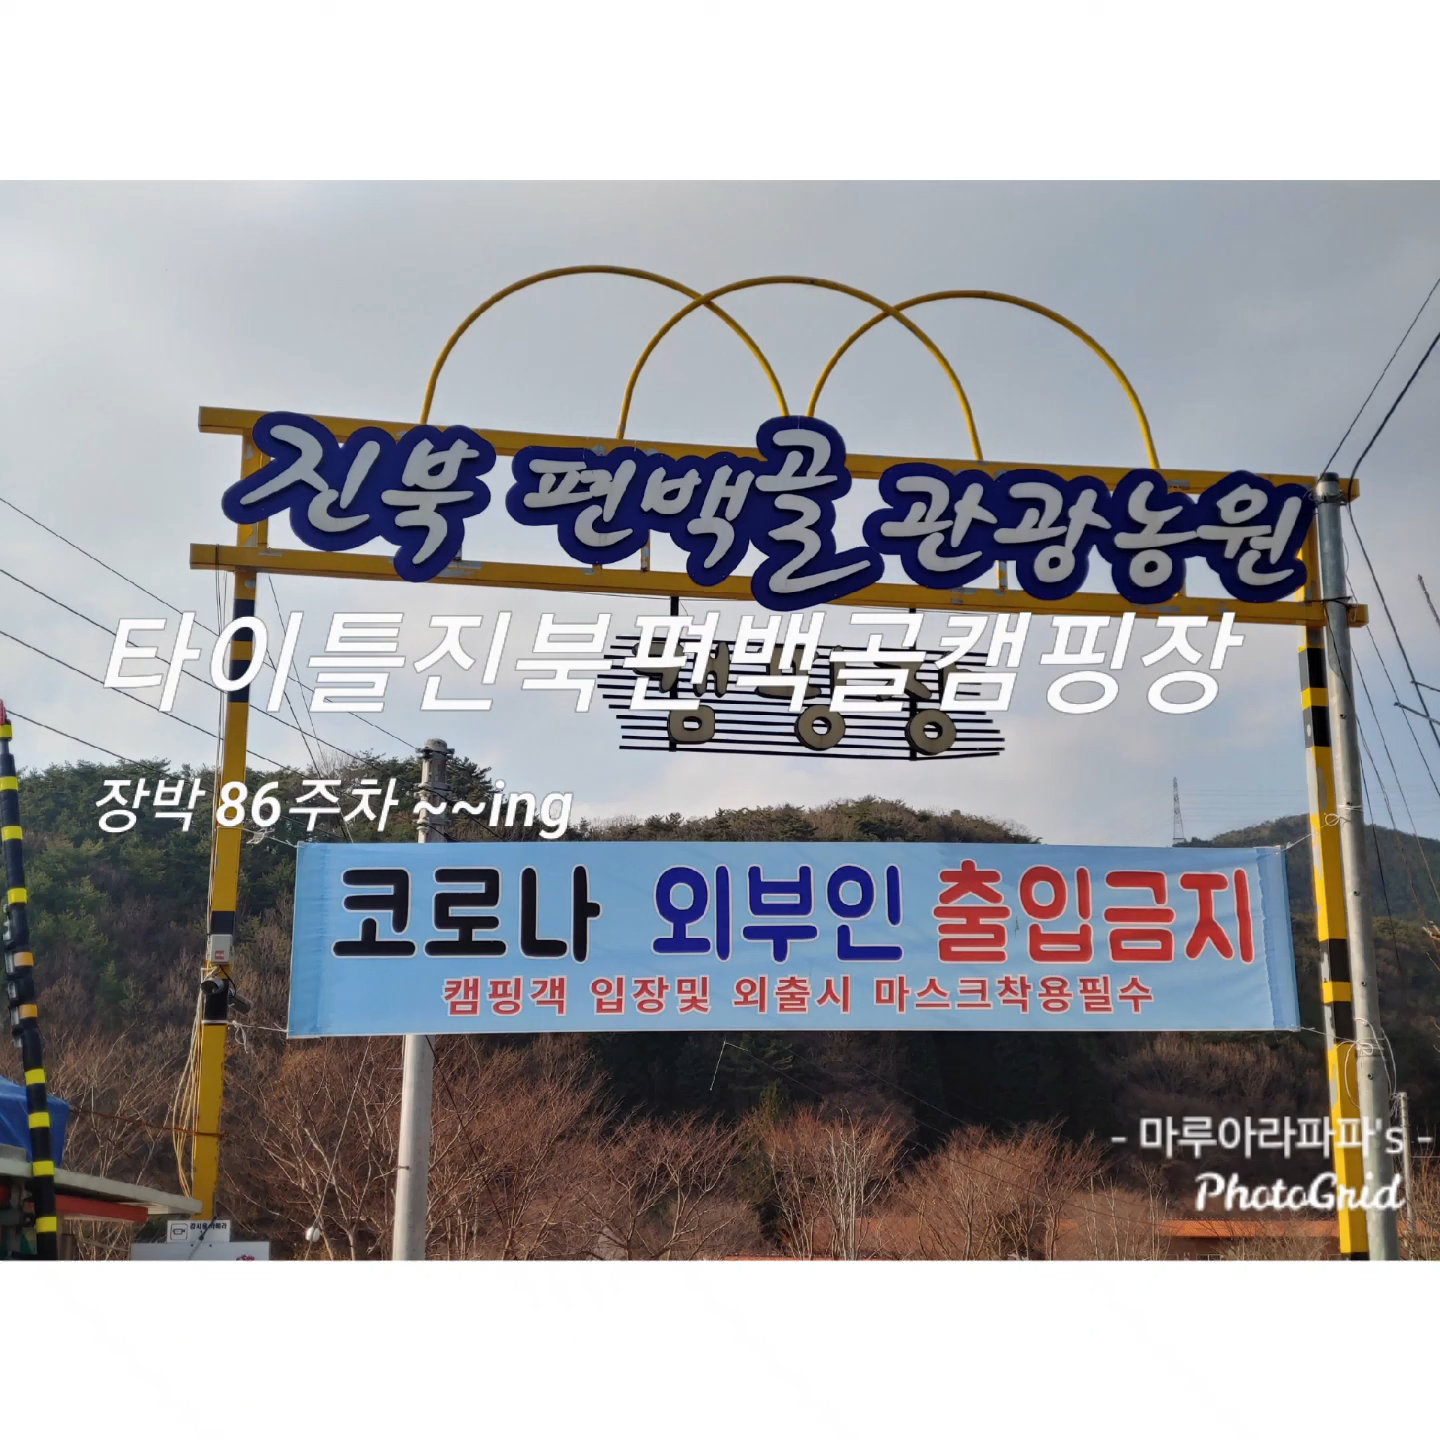 진북 편백골 관광농원
캠핑장
타이틀진북편백골캠핑장
장박 86주차 ~~ing
코로나 외부인 출입금지
캠핑객 입장및 외출시 마스크착용필수
- 마루아라파파's -
PhotoGrid